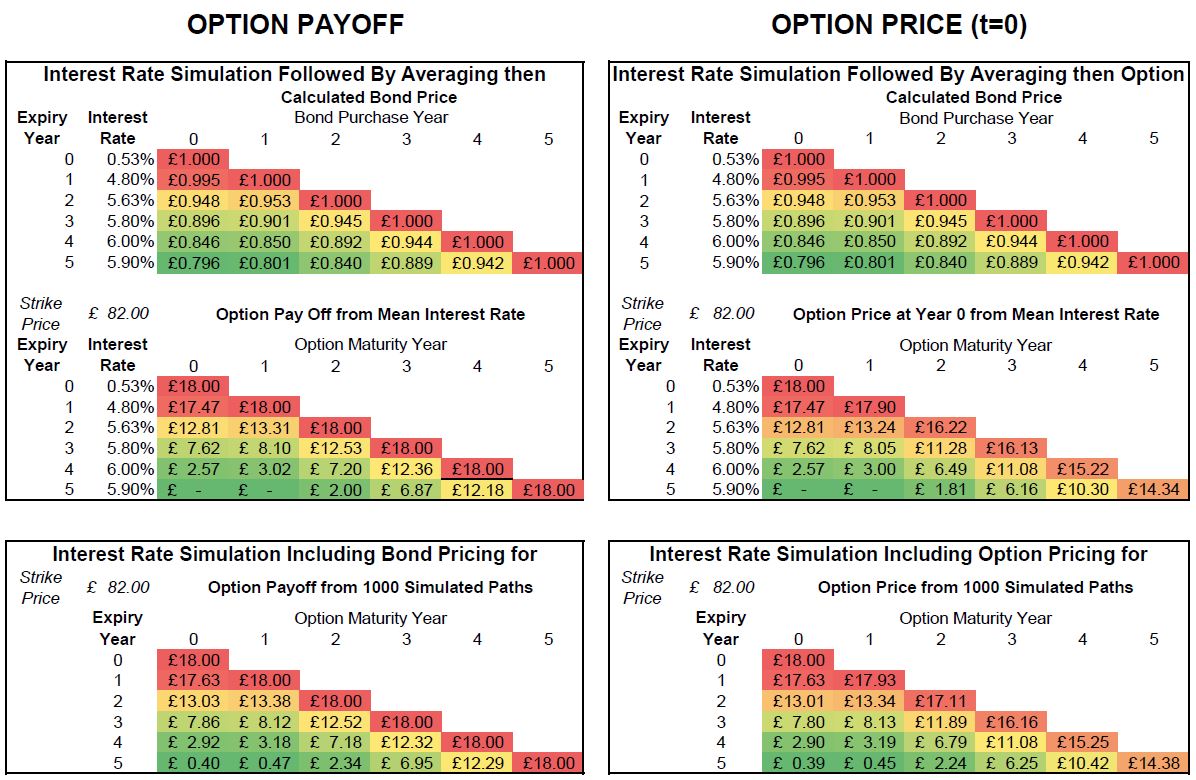 OPTION PAYOFF
Interest Rate Simulation Followed By Averaging then
Calculated Bond Price
Expiry Interest Bond Purchase Year
Year Rate 0 1 2 3 4 5
0 0.53% £1.000
1 4.80% £0.995 £1.000
2 5.63% £0.948 £0.953 £1.000
3 5.80% £0.896 £0.901 £0.945 £1.000
4 6.00% £0.846 £0.850 £0.892 £0.944 £1.000
5 5.90% £0.796 £0.801 £0.840 £0.889 £0.942 £1.000
Strike
Price £ 82.00 Option Pay Off from Mean Interest Rate
Expiry Interest Option Maturity Year
Year Rate 0 1 2 3 4 5
0 0.53% £18.00
1 4.80% £17.47 £18.00
2 5.63% £12.81 £13.31 £18.00
3 5.80% £ 7.62 £ 8.10 £12.53 £18.00
4 6.00% £ 2.57 £ 3.02 £ 7.20 £12.36 £18.00
5 5.90% £ - £ - £ 2.00 £ 6.87 £12.18 £18.00
Interest Rate Simulation Including Bond Pricing for
Strike
Price £ 82.00 Option Payoff from 1000 Simulated Paths
Expiry Option Maturity Year
Year 0 1 2 3 4 5
0 £18.00
1 £17.63 £18.00
2 £13.03 £13.38 £18.00
3 £ 7.86 £ 8.12 £12.52 £18.00
4 £ 2.92 £ 3.18 £ 7.18 £12.32 £18.00
5 £ 0.40 £ 0.47 £ 2.34 £ 6.95 £12.29 £18.00
OPTION PRICE (t=0)
Interest Rate Simulation Followed By Averaging then Option
Calculated Bond Price
Expiry Interest Bond Purchase Year
Year Rate 0 1 2 3 4 5
0 0.53% £1.000
1 4.80% £0.995 £1.000
2 5.63% £0.948 £0.953 £1.000
3 5.80% £0.896 £0.901 £0.945 £1.000
4 6.00% £0.846 £0.850 £0.892 £0.944 £1.000
5 5.90% £0.796 £0.801 £0.840 £0.889 £0.942 £1.000
Strike
Price £ 82.00 Option Price at Year 0 from Mean Interest Rate
Expiry Interest Option Maturity Year
Year Rate 0 1 2 3 4 5
0 0.53% £18.00
1 4.80% £17.47 £17.90
2 5.63% £12.81 £13.24 £16.22
3 5.80% £ 7.62 £ 8.05 £11.28 £16.13
4 6.00% £ 2.57 £ 3.00 £ 6.49 £11.08 £15.22
5 5.90% £ - £ - £ 1.81 £ 6.16 £10.30 £14.34
Interest Rate Simulation Including Option Pricing for
Strike
Price £ 82.00 Option Price from 1000 Simulated Paths
Expiry Option Maturity Year
Year 0 1 2 3 4 5
0 £18.00
1 £17.63 £17.93
2 £13.01 £13.34 £17.11
3 £ 7.80 £ 8.13 £11.89 £16.16
4 £ 2.90 £ 3.19 £ 6.79 £11.08 £15.25
5 £ 0.39 £ 0.45 £ 2.24 £ 6.25 £10.42 £14.38